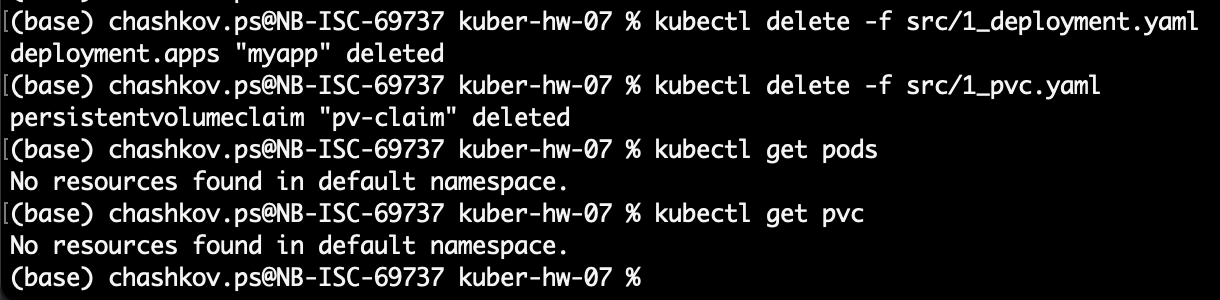 [(base) chashkov.ps@NB-ISC-69737 kuber-hw-07 % kubectl delete -f src/1_deployment.yaml
deployment.apps "myapp" deleted
[(base) chashkov.ps@NB-ISC-69737 kuber-hw-07 % kubectl delete -f src/1_pvc.yaml
persistentvolumeclaim "pv-claim" deleted
[(base) chashkov.ps@NB-ISC-69737 kuber-hw-07 % kubectl get pods
No resources found in default namespace.
[(base) chashkov.ps@NB-ISC-69737 kuber-hw-07 % kubectl get pvc
No resources found in default namespace.
(base) chashkov.ps@NB-ISC-69737 kuber-hw-07 %